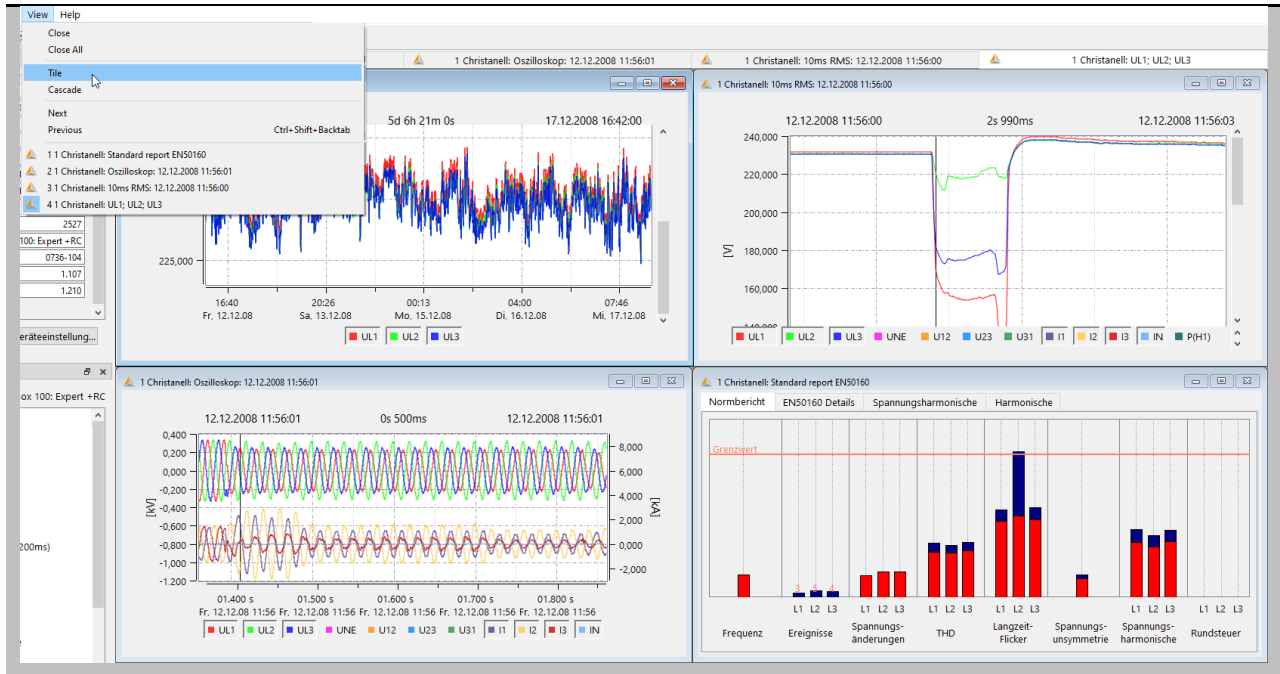 View Help
Close
Close All
Tile
Cascade
Next
Previous Ctrl+Shift+Backtab
1 1 Christanell: Standard report EN50160
2 1 Christanell: Oszilloskop: 12.12.2008 11:56:01
3 1 Christanell: 10ms RMS: 12.12.2008 11:56:00
4 1 Christanell: UL1; UL2; UL3
1 Christanell: Oszilloskop: 12.12.2008 11:56:01
1 Christanell: 10ms RMS: 12.12.2008 11:56:00
1 Christanell: UL1; UL2; UL3
2527
100: Expert +RC
0736-104
1.107
1.210
eräteeinstellung...
ox 100: Expert +RC
200ms)
5d 6h 21m 0s 17.12.2008 16:42:00
225,000
16:40 20:26 00:13 04:00 07:46
Fr. 12.12.08 Sa. 13.12.08 Mo. 15.12.08 Di. 16.12.08 Mi. 17.12.08
UL1 UL2 UL3
1 Christanell: 10ms RMS: 12.12.2008 11:56:00
12.12.2008 11:56:00 2s 990ms 12.12.2008 11:56:03
240,000
220,000
200,000
180,000
160,000
140,000
[V]
UL1 UL2 UL3 UNE U12 U23 U31 I1 I2 I3 IN P(H1)
1 Christanell: Oszilloskop: 12.12.2008 11:56:01
12.12.2008 11:56:01 0s 500ms 12.12.2008 11:56:01
0,400
0,200
0,000
-0,200
-0,400
-0,600
-0,800
-1,000
-1,200
[kV]
8,000
6,000
4,000
2,000
0,000
-2,000
[kA]
01.400 s 01.500 s 01.600 s 01.700 s 01.800 s
Fr. 12.12.08 11:56 Fr. 12.12.08 11:56 Fr. 12.12.08 11:56 Fr. 12.12.08 11:56 Fr. 12.12.08 11:56
UL1 UL2 UL3 UNE U12 U23 U31 I1 I2 I3 IN
1 Christanell: Standard report EN50160
Normbericht EN50160 Details Spannungsharmonische Harmonische
Grenzwert
3 5 4
L1 L2 L3 L1 L2 L3 L1 L2 L3 L1 L2 L3 L1 L2 L3 L1 L2 L3
Frequenz
Ereignisse
Spannungs-
änderungen
THD
Langzeit-
Flicker
Spannungs-
unsymmetrie
Spannungs-
harmonische
Rundsteuer